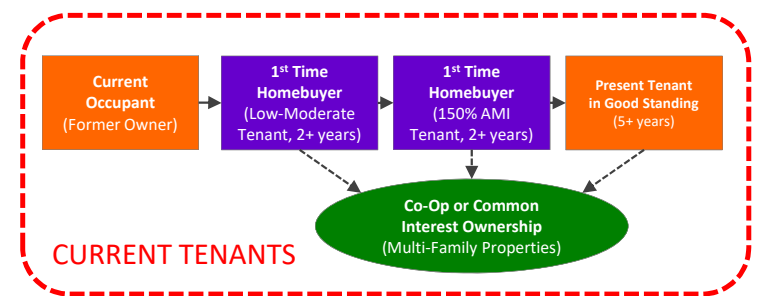 Current
Occupant
(Former Owner)
1st Time
Homebuyer
(Low-Moderate
Tenant, 2+ years)
1st Time
Homebuyer
(150% AMI
Tenant, 2+ years)
Present Tenant
in Good Standing
(5+ years)
Co-Op or Common
Interest Ownership
(Multi-Family Properties)
CURRENT TENANTS